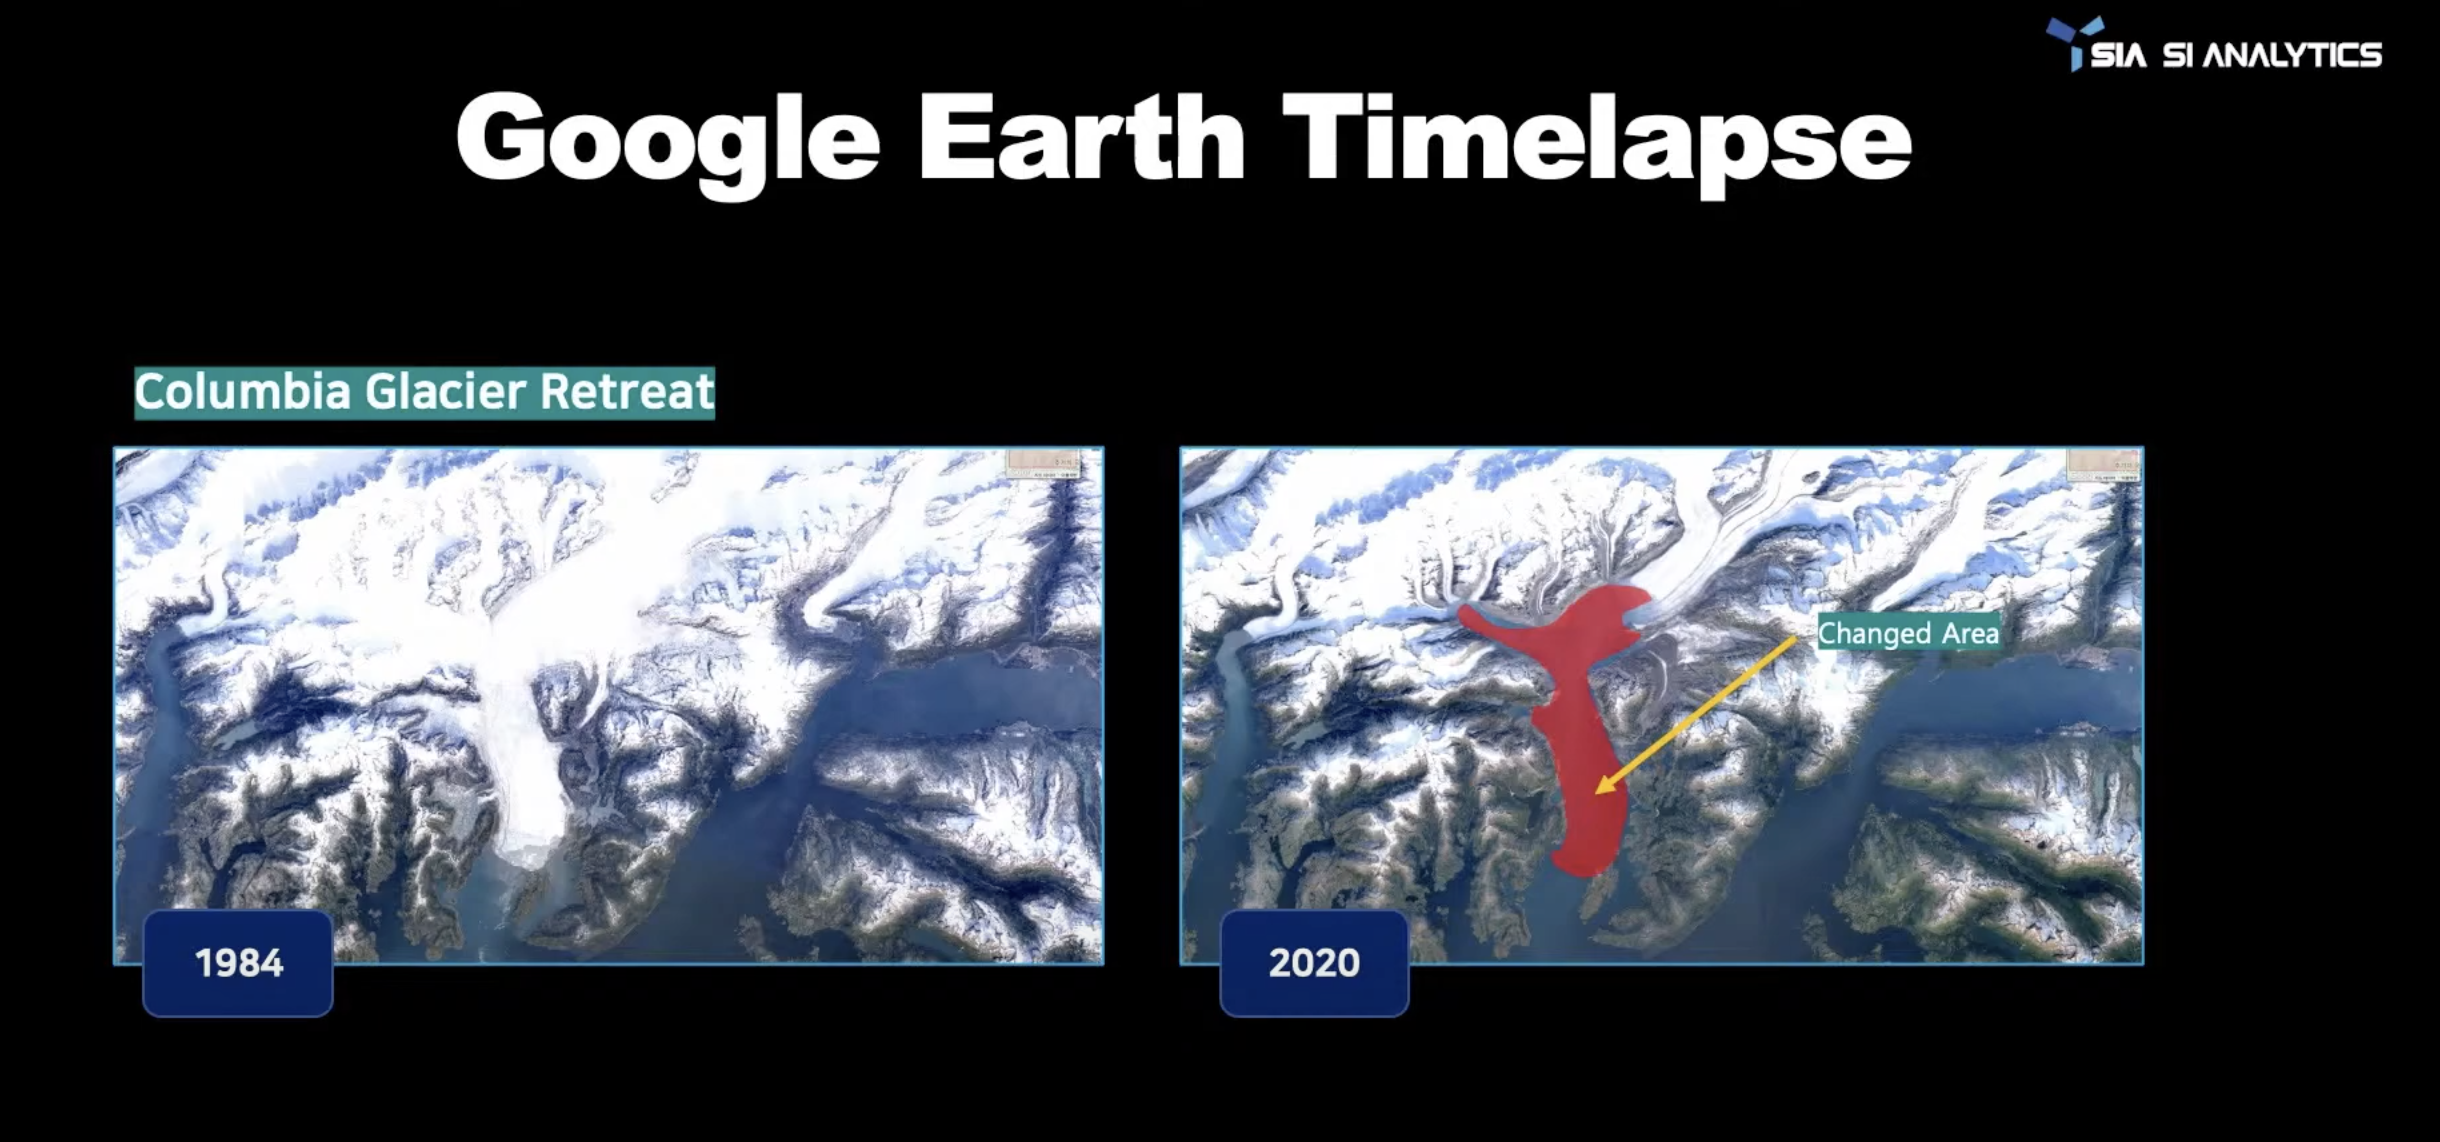 SIA SI ANALYTICS
Google Earth Timelapse
Columbia Glacier Retreat
Changed Area
1984
2020